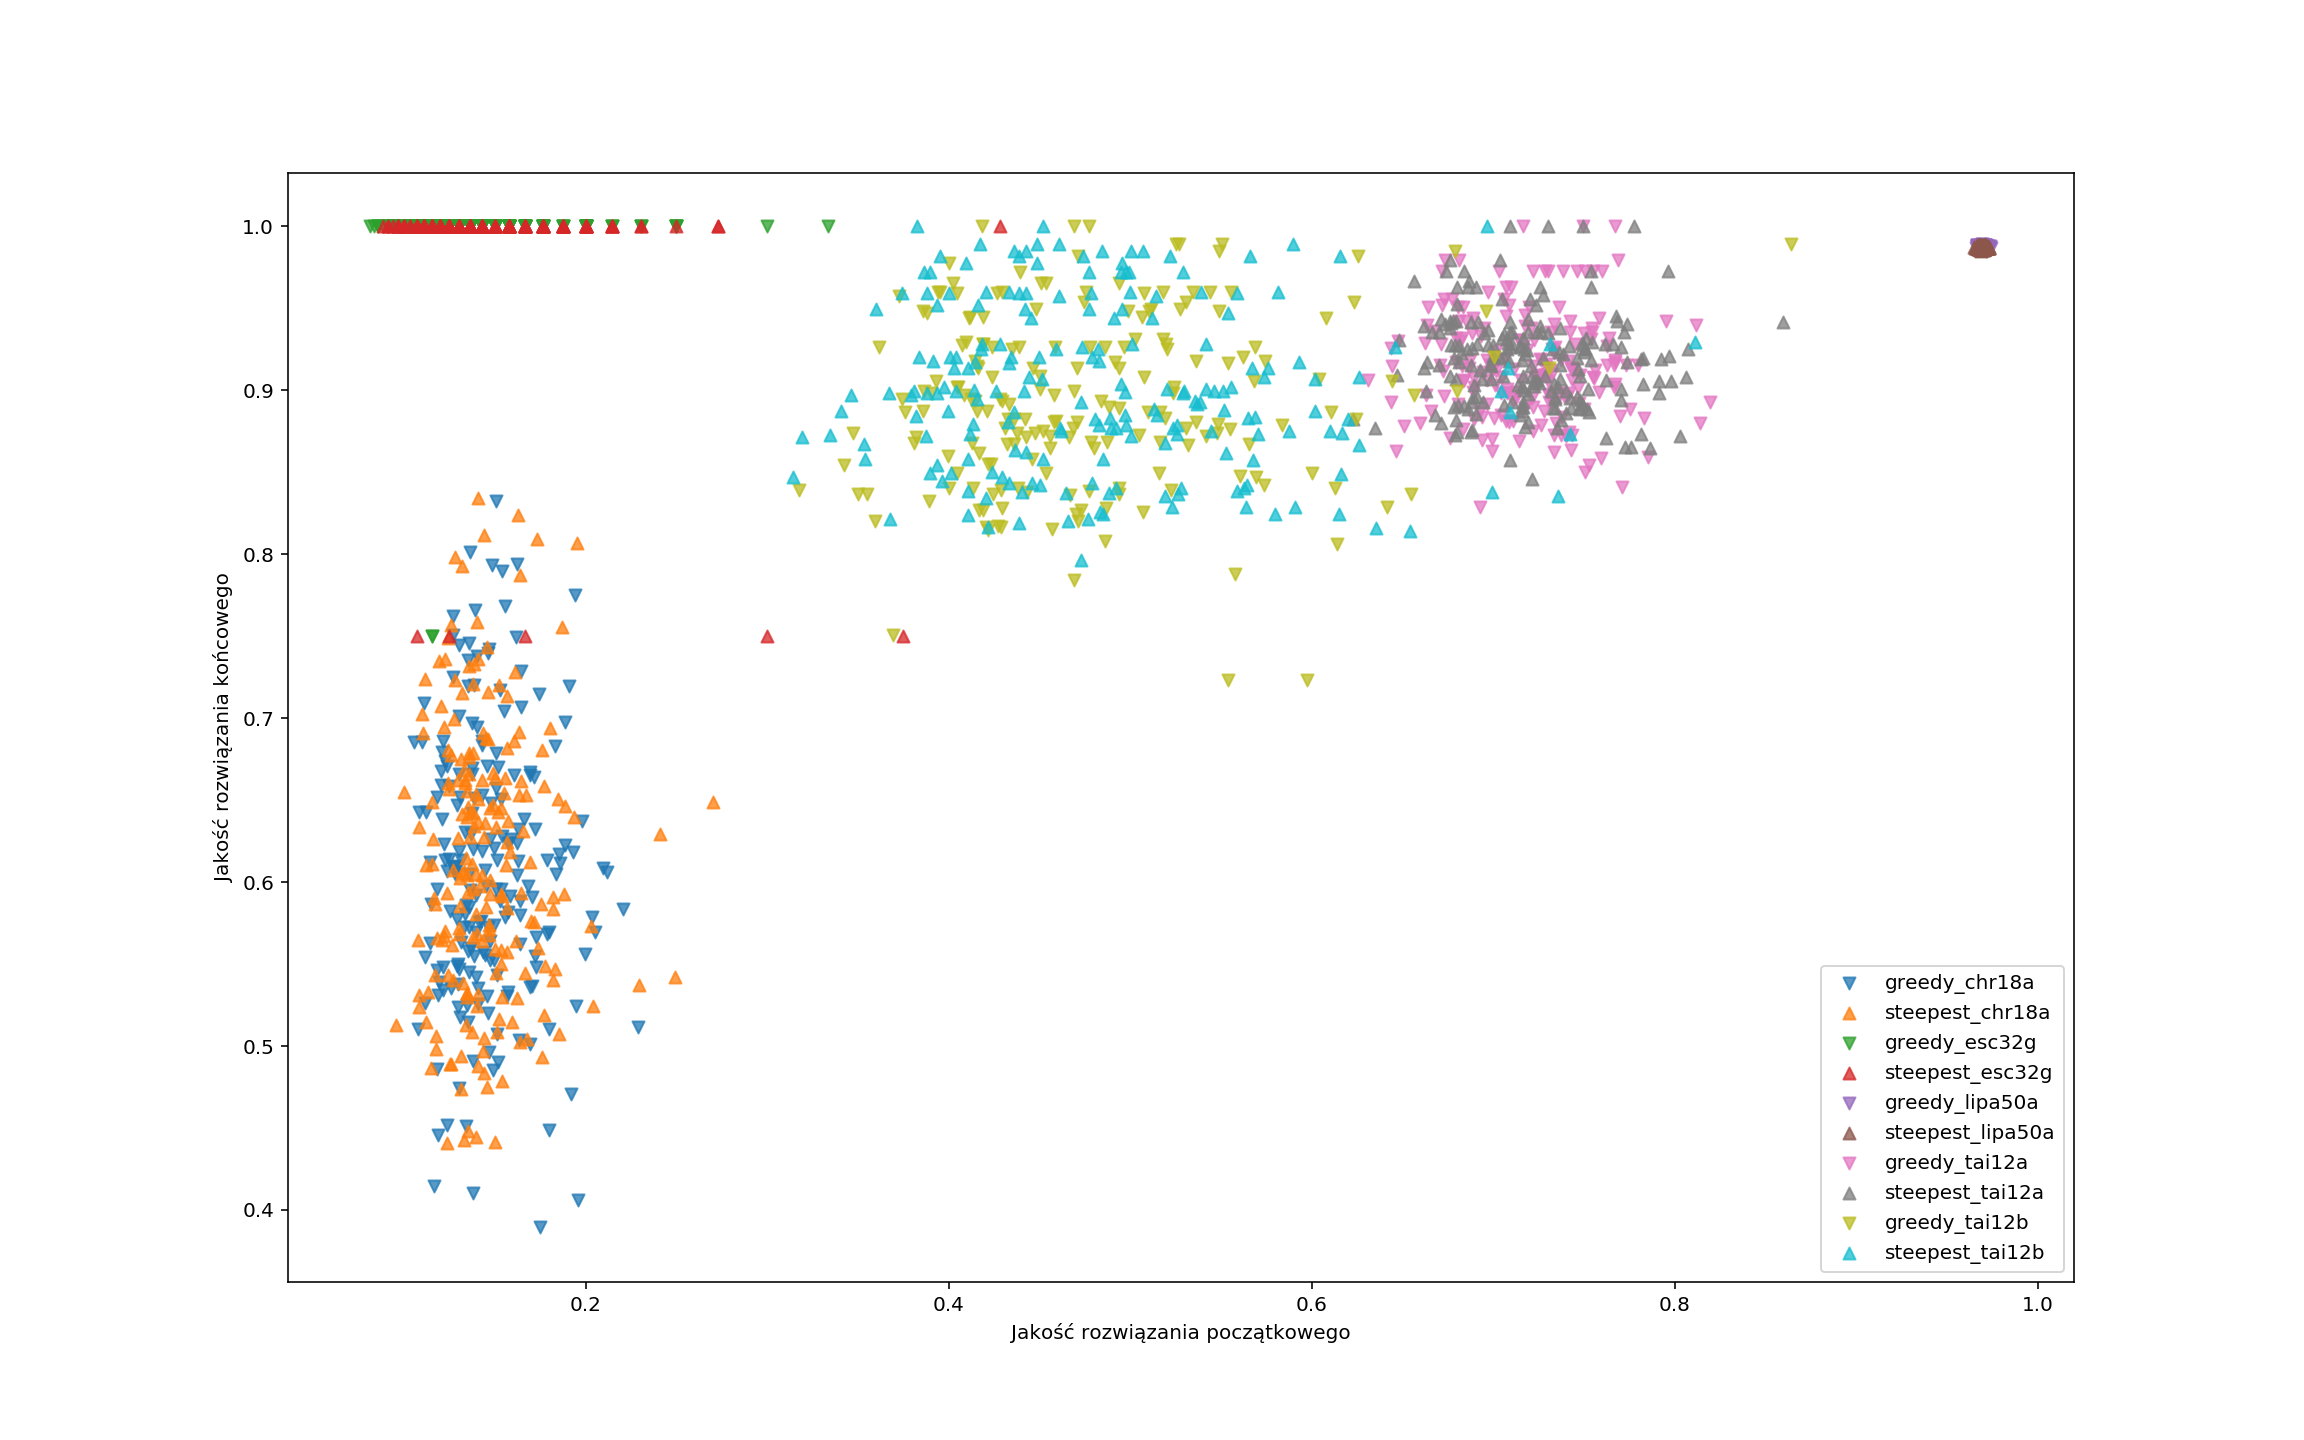 1.0
0.9
0.8
0.7
0.6
0.5
0.4
Jakość rozwiązania końcowego
0.2
0.4
0.6
0.8
1.0
Jakość rozwiązania początkowego
greedy_chr18a
steepest_chr18a
greedy_esc32g
steepest_esc32g
greedy_lipa50a
steepest_lipa50a
greedy_tai12a
steepest_tai12a
greedy_tai12b
steepest_tai12b